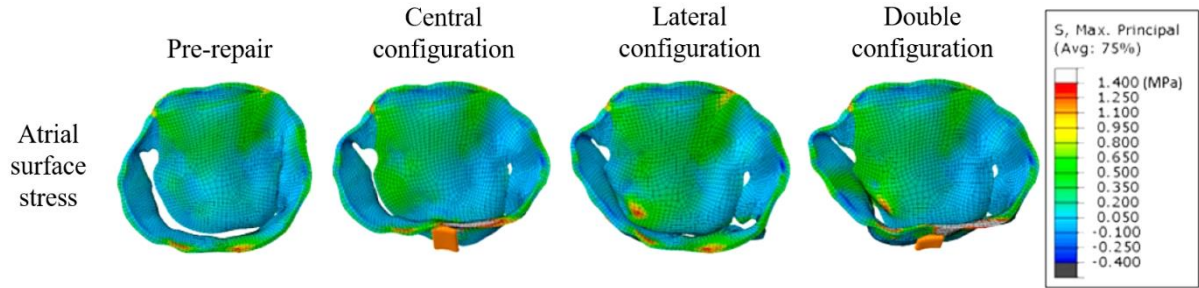 Pre-repair
Central
configuration
Lateral
configuration
Double
configuration
Atrial
surface
stress
S, Max. Principal
(Avg: 75%)
1.400 (MPa)
1.250
1.100
0.950
0.800
0.650
0.500
0.350
0.200
0.050
-0.100
-0.250
-0.400